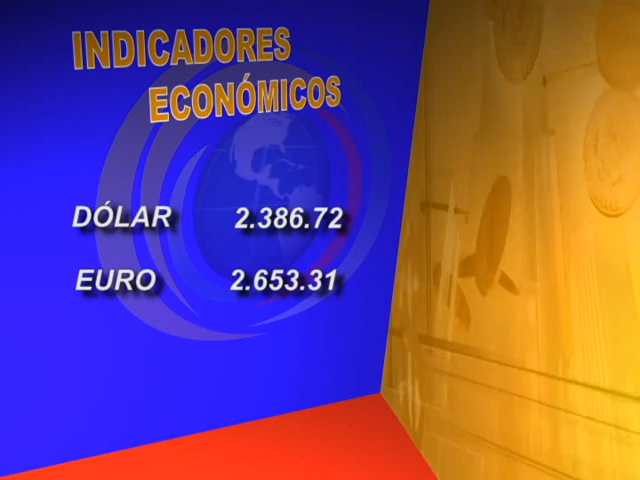 INDICADORES
ECONÓMICOS
DÓLAR 2.386.72
EURO 2.653.31